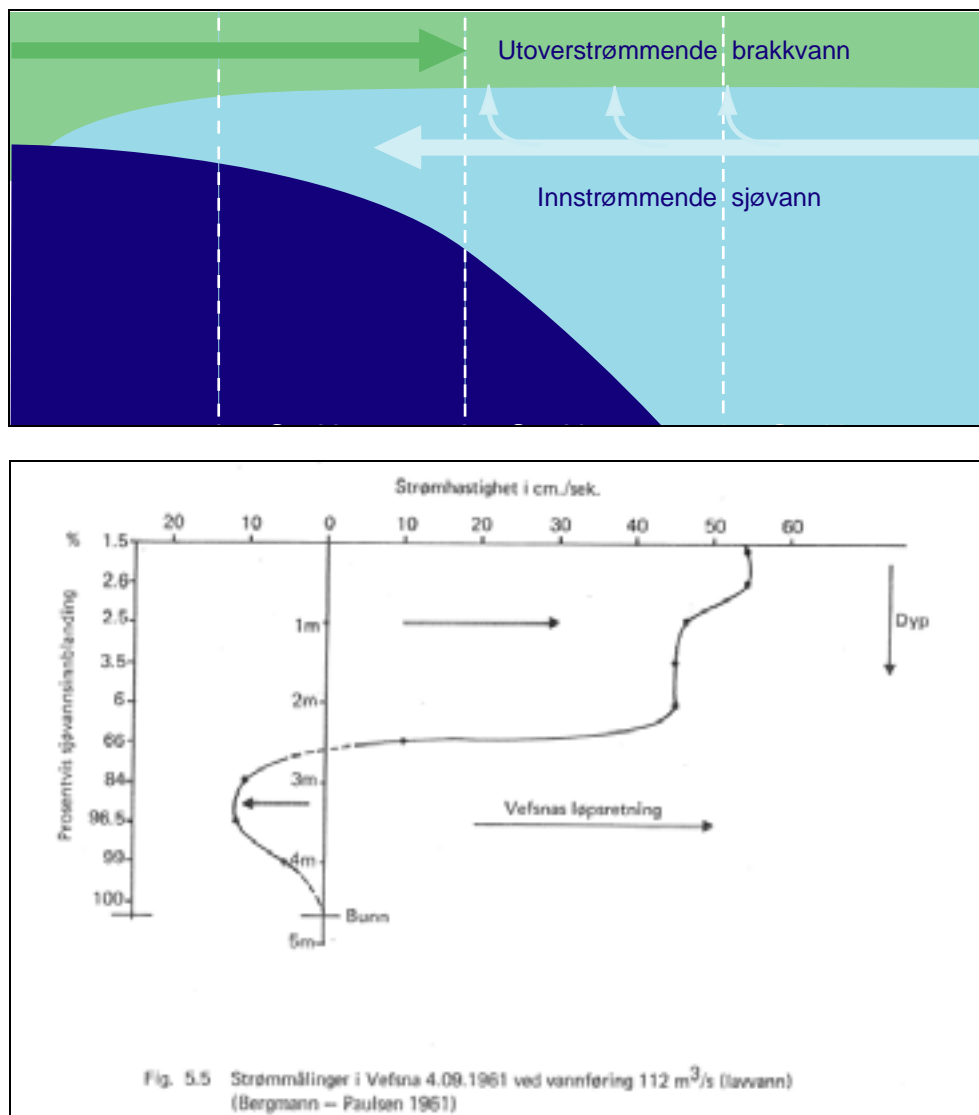 Utoverstrømmende brakkvann
Innstrømmende sjøvann
Strømhastighet i cm./sek.
20 10 0 10 20 30 40 50 60
%
1.5
2.6
2.5
3.5
6
66
84
96.5
99
100
Prosentvis sjøvannsinnblanding
1m
2m
3m
4m
5m
Dyp
Vefsnas løpsretning
Bunn
Fig. 5.5 Strømmålinger i Vefsna 4.09.1961 ved vannføring 112 m³/s (lavvann)
(Bergmann – Paulsen 1961)